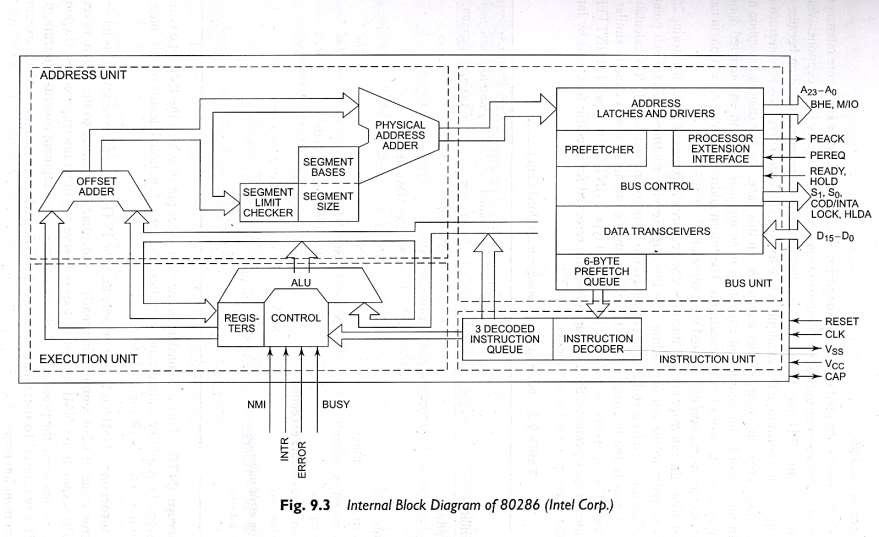 ADDRESS UNIT
OFFSET
ADDER
SEGMENT
LIMIT
CHECKER
SEGMENT
BASES
SEGMENT
SIZE
PHYSICAL
ADDRESS
ADDER
ADDRESS
LATCHES AND DRIVERS
PREFETCHER
PROCESSOR
EXTENSION
INTERFACE
BUS CONTROL
DATA TRANSCEIVERS
6-BYTE
PREFETCH
QUEUE
BUS UNIT
A23–A0
BHE, M/IO
PEACK
PEREQ
READY,
HOLD
S1, S0,
COD/INTA
LOCK, HLDA
D15–D0
ALU
REGIS-
TERS
CONTROL
EXECUTION UNIT
3 DECODED
INSTRUCTION
QUEUE
INSTRUCTION
DECODER
INSTRUCTION UNIT
RESET
CLK
VSS
VCC
CAP
NMI
INTR
ERROR
BUSY
Fig. 9.3 Internal Block Diagram of 80286 (Intel Corp.)